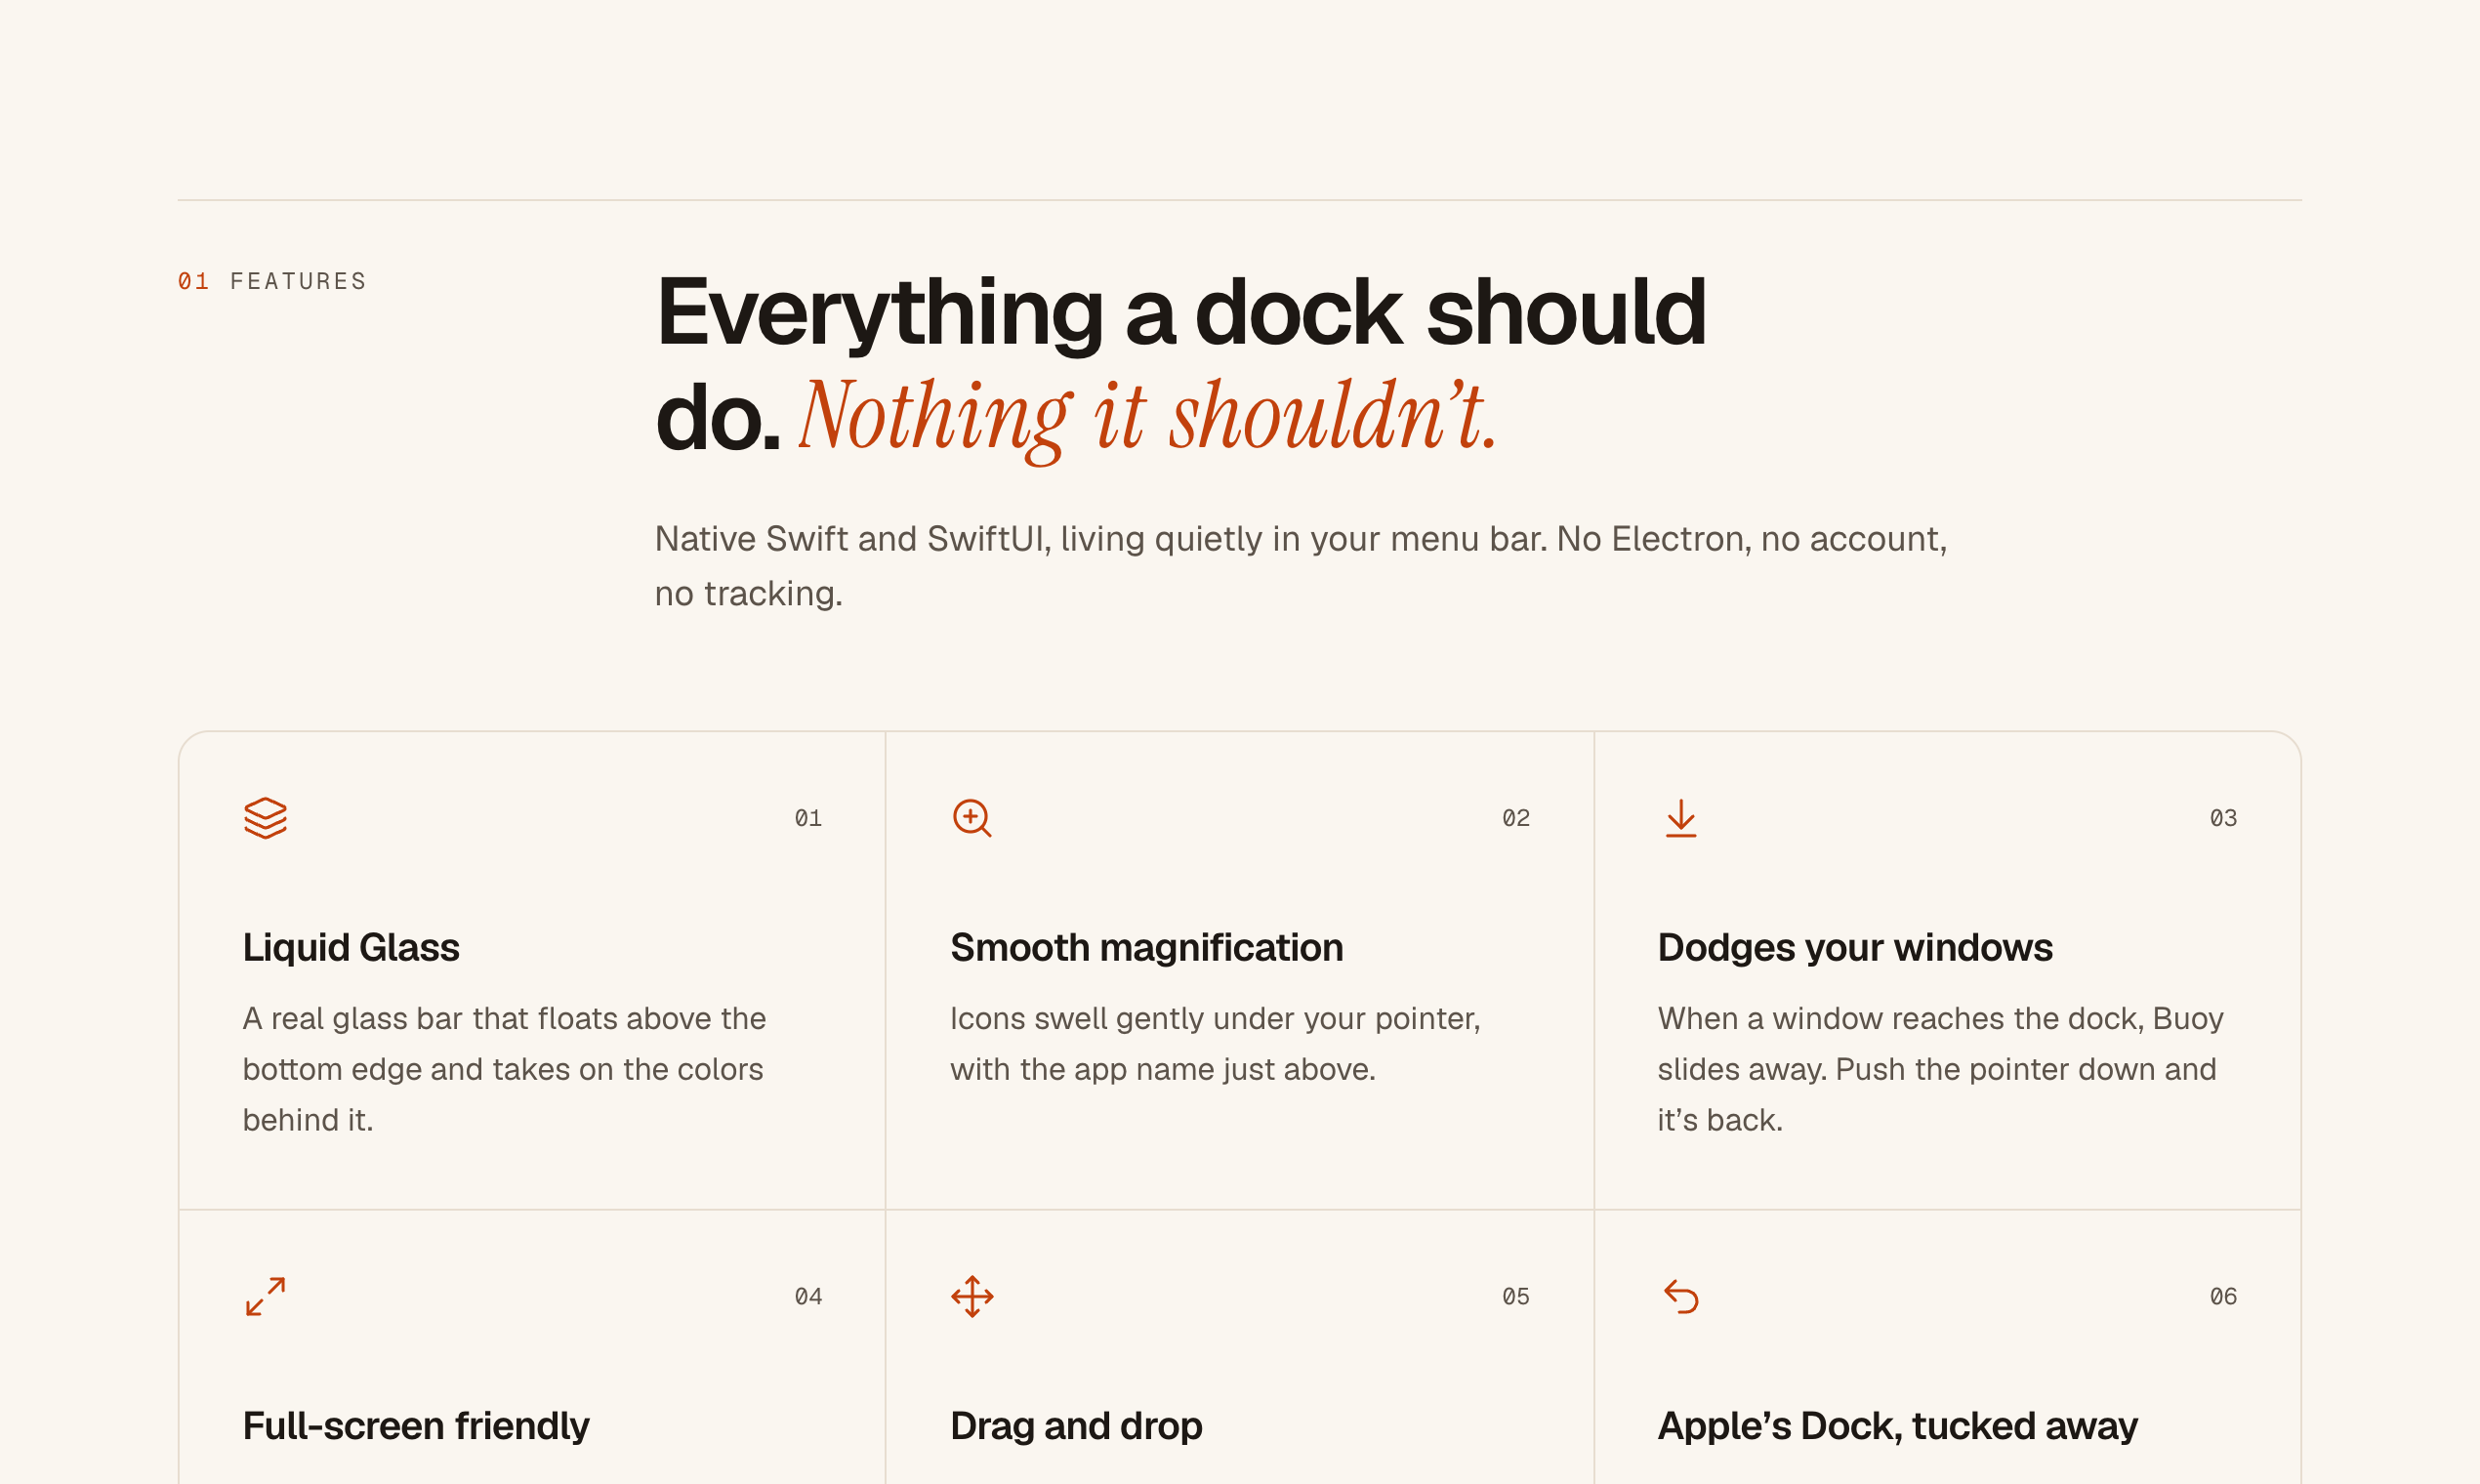 01 FEATURES
Everything a dock should
do. Nothing it shouldn’t.
Native Swift and SwiftUI, living quietly in your menu bar. No Electron, no account,
no tracking.
01
Liquid Glass
A real glass bar that floats above the
bottom edge and takes on the colors
behind it.
02
Smooth magnification
Icons swell gently under your pointer,
with the app name just above.
03
Dodges your windows
When a window reaches the dock, Buoy
slides away. Push the pointer down and
it’s back.
04
Full-screen friendly
05
Drag and drop
06
Apple’s Dock, tucked away